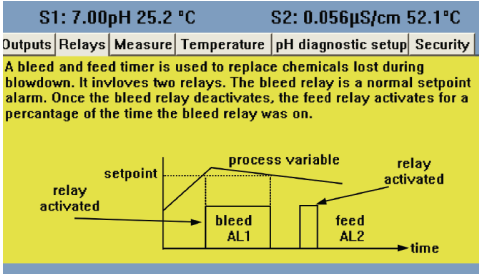 S1: 7.00pH 25.2 °C S2: 0.056µS/cm 52.1°C
Outputs Relays Measure Temperature pH diagnostic setup Security
A bleed and feed timer is used to replace chemicals lost during
blowdown. It invloves two relays. The bleed relay is a normal setpoint
alarm. Once the bleed relay deactivates, the feed relay activates for a
percentage of the time the bleed relay was on.
process variable
setpoint
relay
activated
relay
activated
bleed
AL1
feed
AL2
time